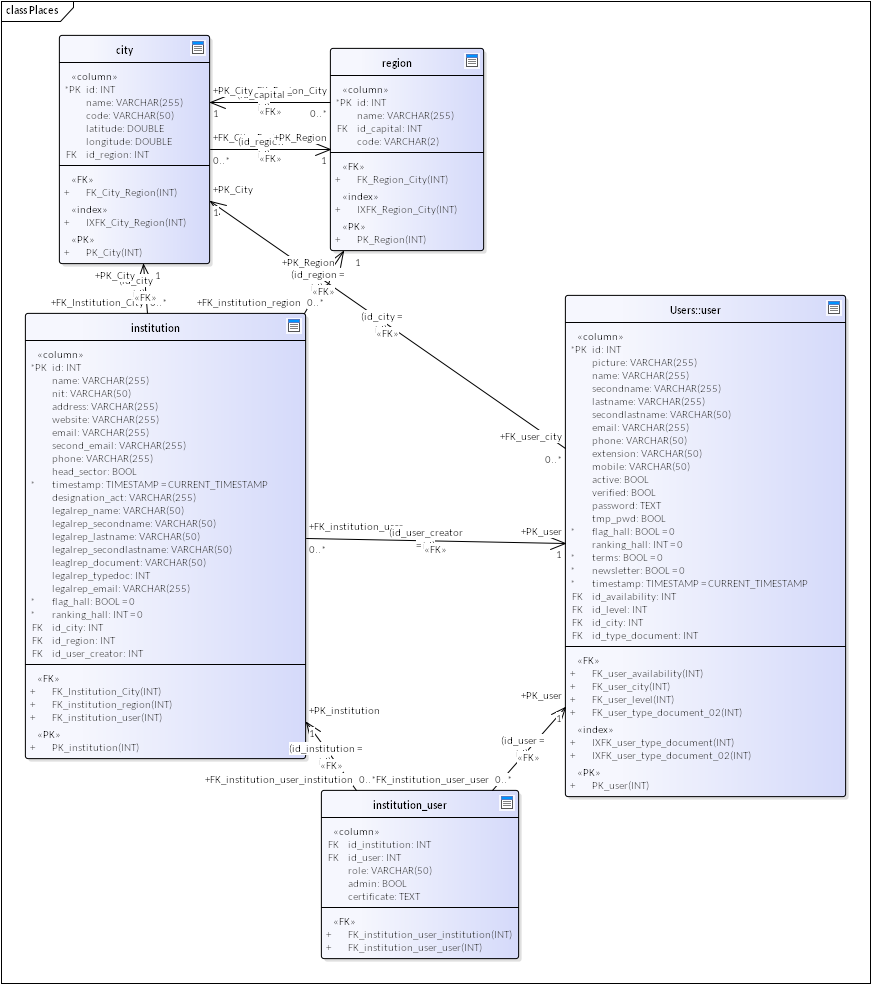 class Places
city
«column»
*PK id: INT
name: VARCHAR(255)
code: VARCHAR(50)
latitude: DOUBLE
longitude: DOUBLE
FK id_region: INT
«FK»
+ FK_City_Region(INT)
«index»
+ IXFK_City_Region(INT)
«PK»
+ PK_City(INT)
region
«column»
*PK id: INT
name: VARCHAR(255)
FK id_capital: INT
code: VARCHAR(2)
«FK»
+ FK_Region_City(INT)
«index»
+ IXFK_Region_City(INT)
«PK»
+ PK_Region(INT)
+PK_City
1
0..*
«FK»
+PK_Region
0..*
1
«FK»
+PK_City
1
+PK_Region 1
(id_region =
«FK»
+FK_institution_region 0..*
+PK_City 1
«FK»
(id_city =
«FK»
+FK_user_city
0..*
institution
«column»
*PK id: INT
name: VARCHAR(255)
nit: VARCHAR(50)
address: VARCHAR(255)
website: VARCHAR(255)
email: VARCHAR(255)
second_email: VARCHAR(255)
phone: VARCHAR(255)
head_sector: BOOL
* timestamp: TIMESTAMP = CURRENT_TIMESTAMP
designation_act: VARCHAR(255)
legalrep_name: VARCHAR(50)
legalrep_secondname: VARCHAR(50)
legalrep_lastname: VARCHAR(50)
legalrep_secondlastname: VARCHAR(50)
leaglrep_document: VARCHAR(50)
legalrep_typedoc: INT
legalrep_email: VARCHAR(255)
* flag_hall: BOOL = 0
* ranking_hall: INT = 0
FK id_city: INT
FK id_region: INT
FK id_user_creator: INT
«FK»
+ FK_Institution_City(INT)
+ FK_institution_region(INT)
+ FK_institution_user(INT)
«PK»
+ PK_institution(INT)
Users::user
«column»
*PK id: INT
picture: VARCHAR(255)
name: VARCHAR(255)
secondname: VARCHAR(255)
lastname: VARCHAR(255)
secondlastname: VARCHAR(50)
email: VARCHAR(255)
phone: VARCHAR(50)
extension: VARCHAR(50)
mobile: VARCHAR(50)
active: BOOL
verified: BOOL
password: TEXT
tmp_pwd: BOOL
* flag_hall: BOOL = 0
ranking_hall: INT = 0
* terms: BOOL = 0
* newsletter: BOOL = 0
* timestamp: TIMESTAMP = CURRENT_TIMESTAMP
FK id_availability: INT
FK id_level: INT
FK id_city: INT
FK id_type_document: INT
«FK»
+ FK_user_availability(INT)
+ FK_user_city(INT)
+ FK_user_level(INT)
+ FK_user_type_document_02(INT)
«index»
+ IXFK_user_type_document(INT)
+ IXFK_user_type_document_02(INT)
«PK»
+ PK_user(INT)
(id_user_creator
=
«FK»
0..*
+PK_user
1
+PK_institution
1
(id_institution =
«FK»
+FK_institution_user_institution 0..*
+PK_user
1
(id_user =
«FK»
FK_institution_user_user 0..*
institution_user
«column»
FK id_institution: INT
FK id_user: INT
role: VARCHAR(50)
admin: BOOL
certificate: TEXT
«FK»
+ FK_institution_user_institution(INT)
+ FK_institution_user_user(INT)